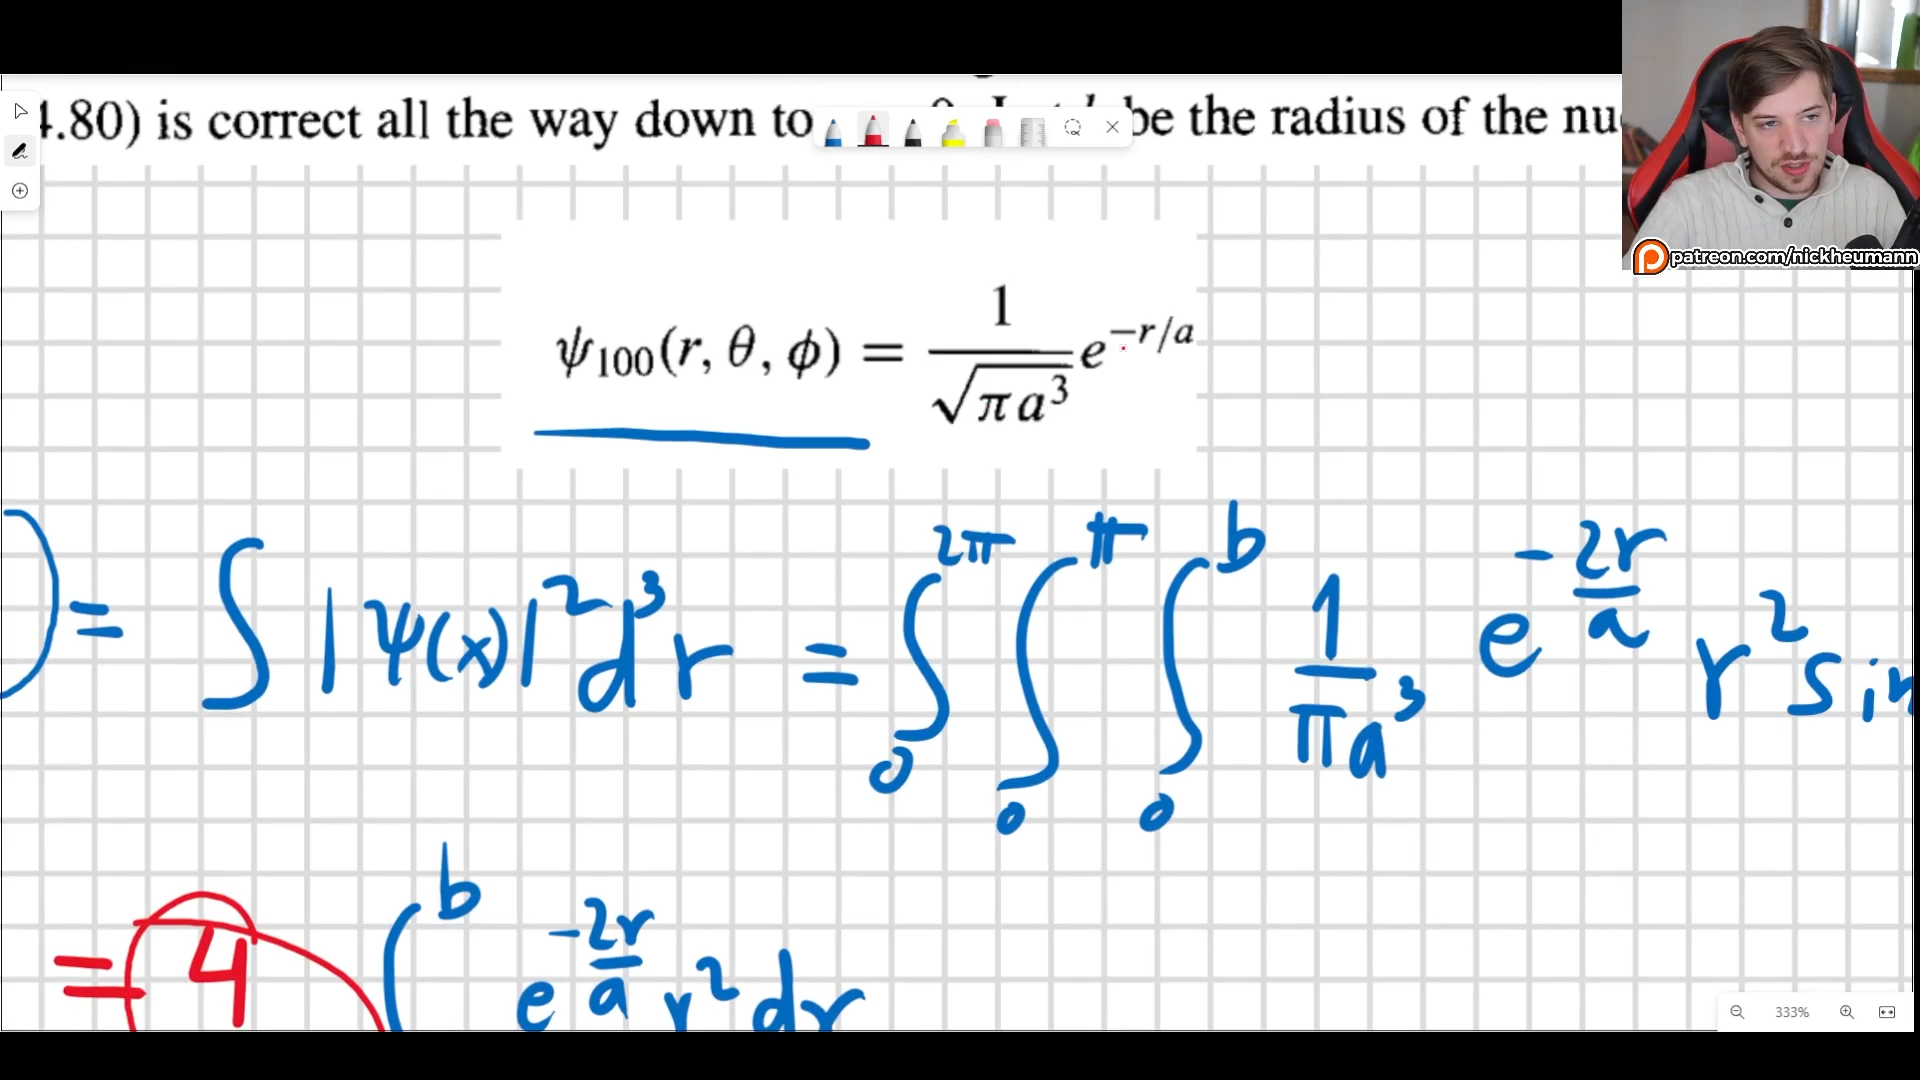 4.80) is correct all the way down to be the radius of the nu
patreon.com/nickheumann
ψ₁₀₀(r, θ, ϕ) = 1/√(πa³) e^(−r/a)
) = ∫ |ψ(x)|² d³r = ∫₀^2π ∫₀^π ∫₀^b 1/(πa³) e^(−2r/a) r² sin
= 4 ∫^b e^(−2r/a) r² dr
333%